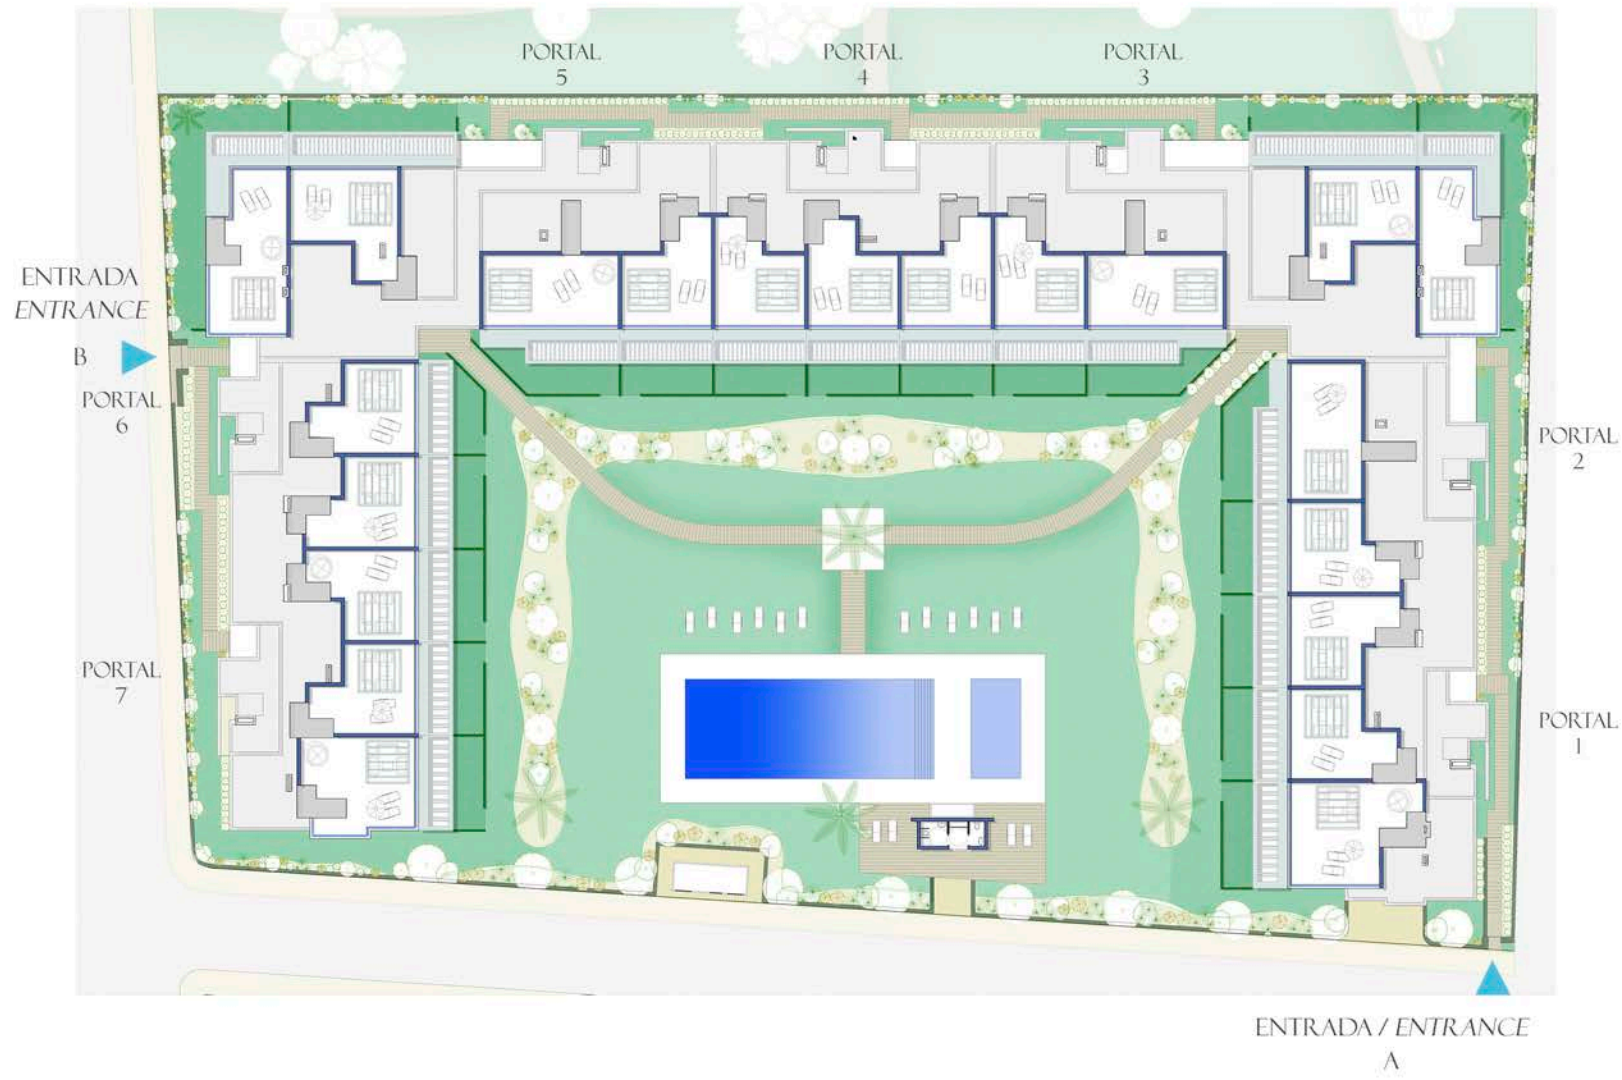 PORTAL
5
PORTAL
4
PORTAL
3
ENTRADA
ENTRANCE
B
PORTAL
6
PORTAL
2
PORTAL
7
PORTAL
1
ENTRADA / ENTRANCE
A